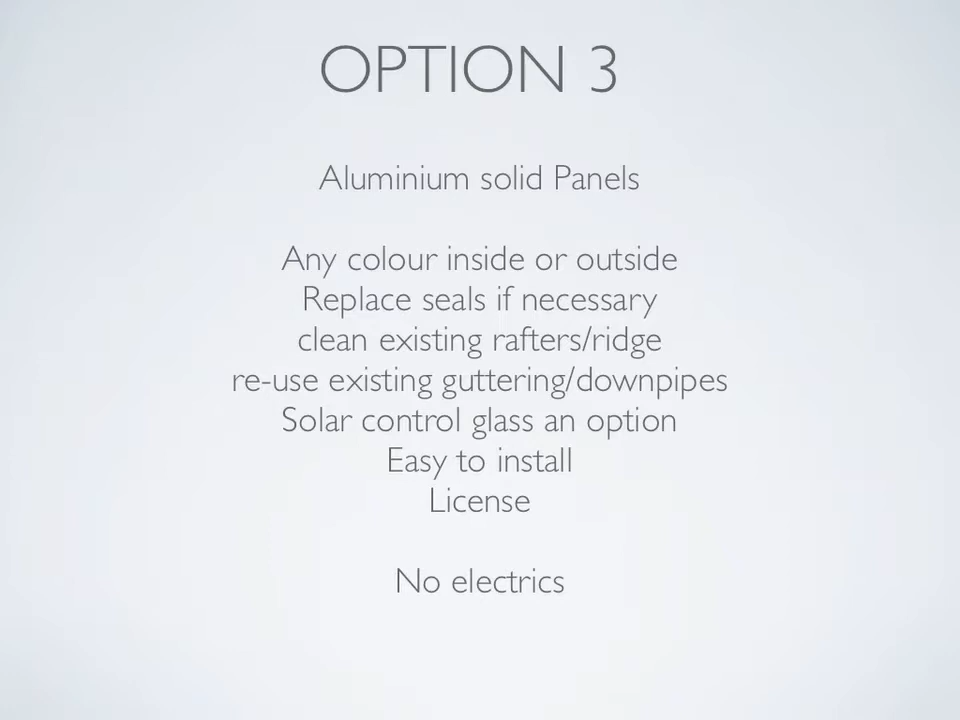 OPTION 3
Aluminium solid Panels
Any colour inside or outside
Replace seals if necessary
clean existing rafters/ridge
re-use existing guttering/downpipes
Solar control glass an option
Easy to install
License
No electrics